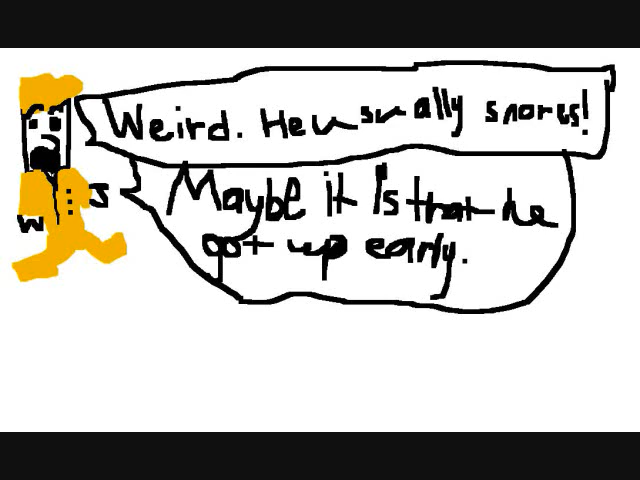 Weird. He usually snores!
Maybe it is that he
got up early.